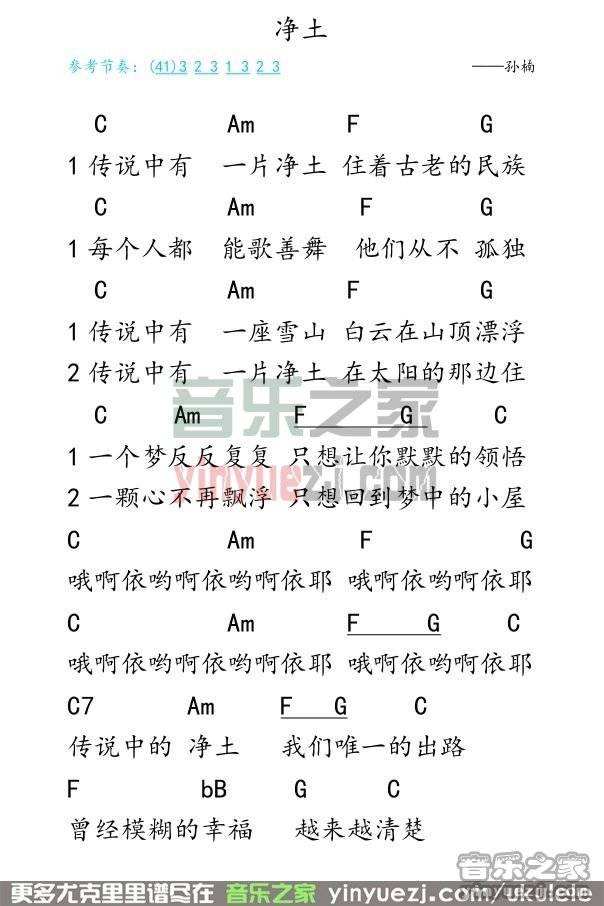 净土
参考节奏：(41)3 2 3 1 3 2 3 ——孙楠
C Am F G
1 传说中有 一片净土 住着古老的民族
C Am F G
1 每个人都 能歌善舞 他们从不 孤独
C Am F G
1 传说中有 一座雪山 白云在山顶漂浮
2 传说中有 一片净土 在太阳的那边住
音乐之家
C Am F G C
1 一个梦反反复复 只想让你默默的领悟
yinyuezj.com
2 一颗心不再飘浮 只想回到梦中的小屋
C Am F G
哦啊依哟啊依哟啊依耶 哦啊依哟啊依耶
C Am F G C
哦啊依哟啊依哟啊依耶 哦啊依哟啊依耶
C7 Am F G C
传说中的 净土 我们唯一的出路
F bB G C
曾经模糊的幸福 越来越清楚
音乐之家
更多尤克里里谱尽在 音乐之家 yinyuezj.com/ukulele